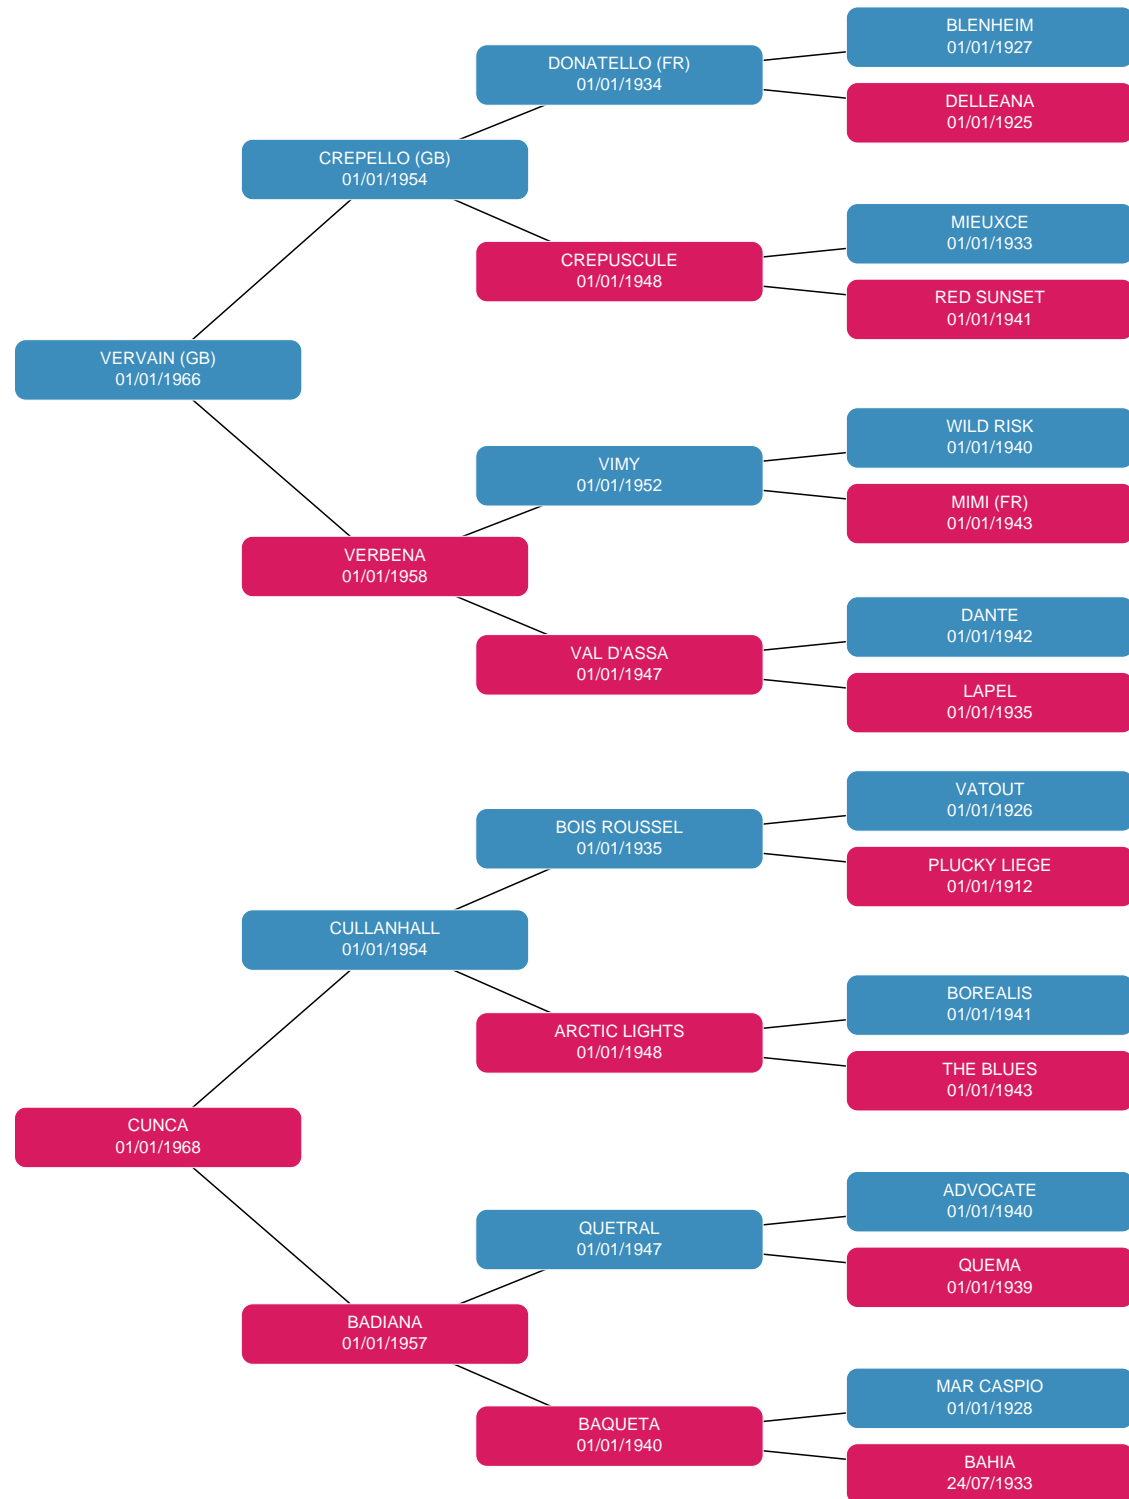 BLENHEIM
01/01/1927
DONATELLO (FR)
01/01/1934
DELLEANA
01/01/1925
CREPELLO (GB)
01/01/1954
MIEUXCE
01/01/1933
CREPUSCULE
01/01/1948
RED SUNSET
01/01/1941
VERVAIN (GB)
01/01/1966
WILD RISK
01/01/1940
VIMY
01/01/1952
MIMI (FR)
01/01/1943
VERBENA
01/01/1958
DANTE
01/01/1942
VAL D'ASSA
01/01/1947
LAPEL
01/01/1935
VATOUT
01/01/1926
BOIS ROUSSEL
01/01/1935
PLUCKY LIEGE
01/01/1912
CULLANHALL
01/01/1954
BOREALIS
01/01/1941
ARCTIC LIGHTS
01/01/1948
THE BLUES
01/01/1943
CUNCA
01/01/1968
ADVOCATE
01/01/1940
QUETRAL
01/01/1947
QUEMA
01/01/1939
BADIANA
01/01/1957
MAR CASPIO
01/01/1928
BAQUETA
01/01/1940
BAHIA
24/07/1933